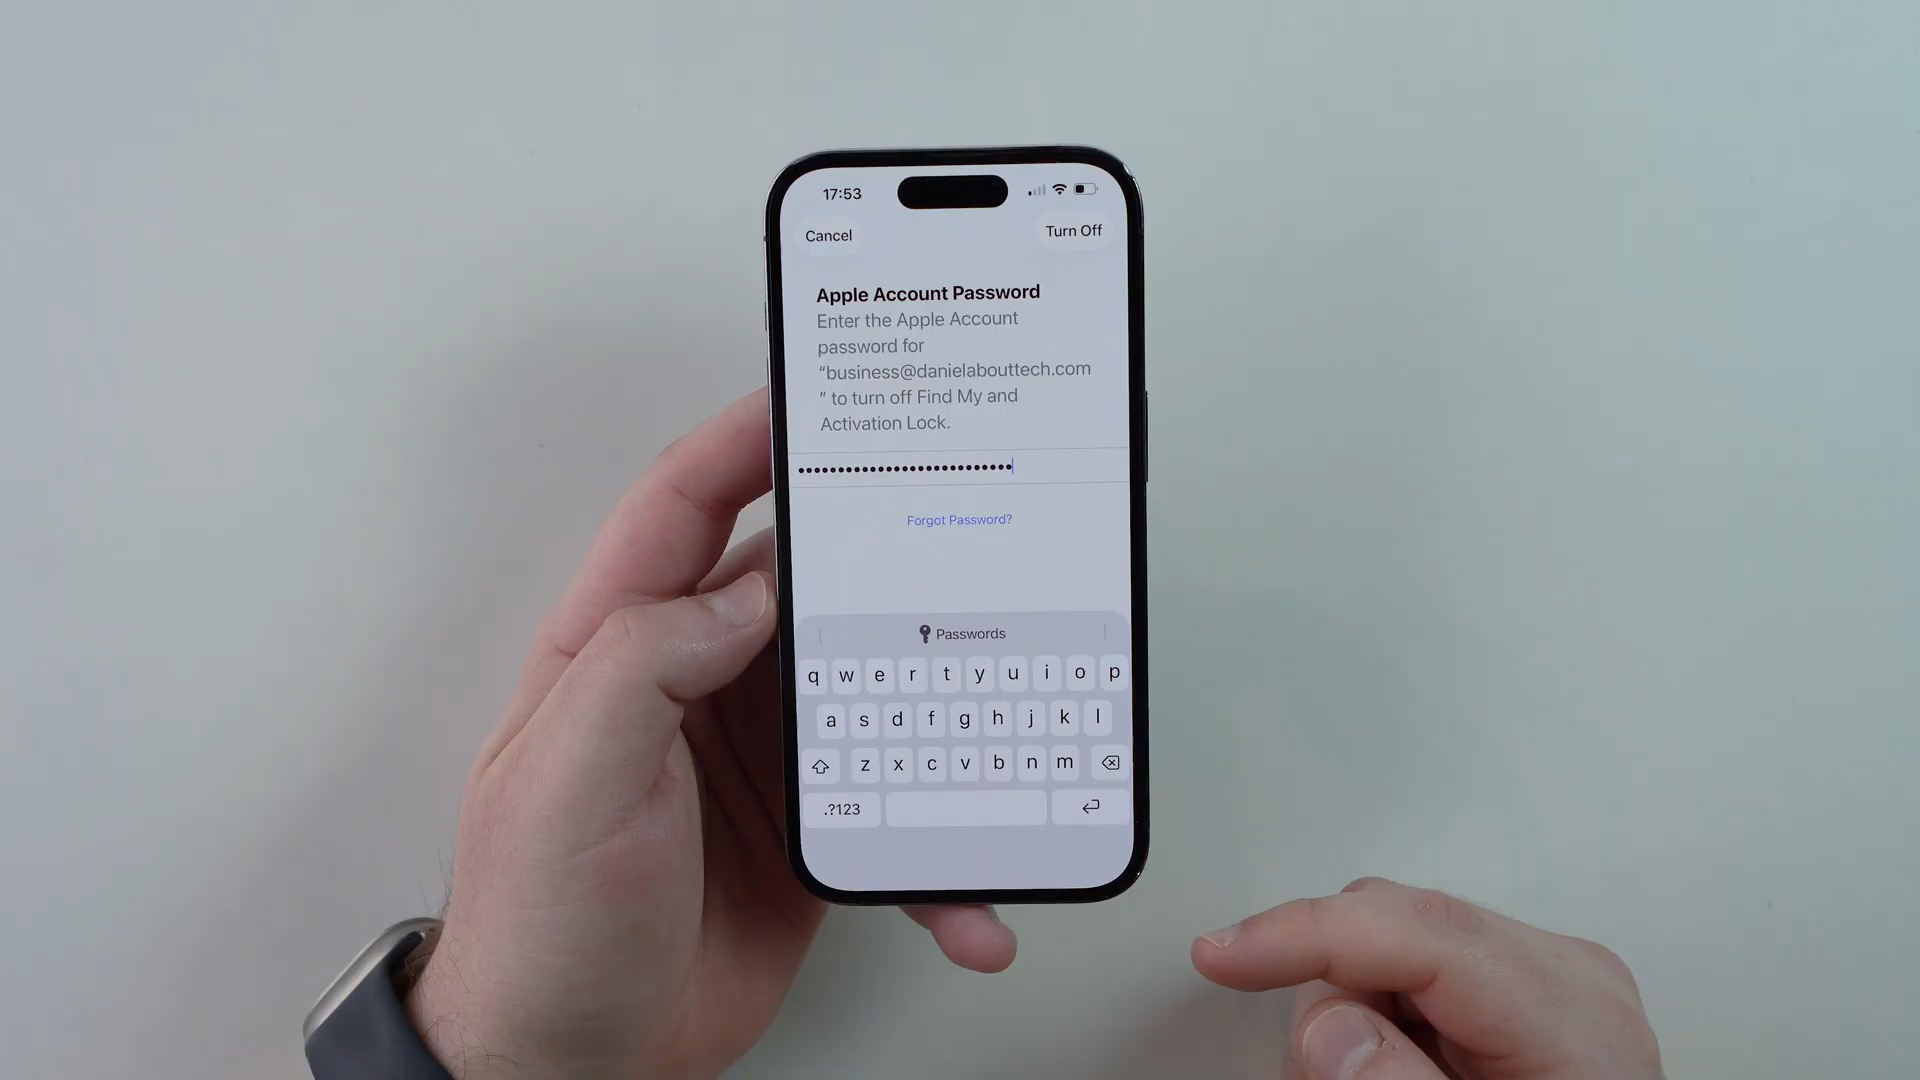 17:53
Cancel
Turn Off
Apple Account Password
Enter the Apple Account
password for
“business@danielabouttech.com
” to turn off Find My and
Activation Lock.
••••••••••••••••••••••••••••
Forgot Password?
Passwords
q w e r t y u i o p
a s d f g h j k l
z x c v b n m
.?123